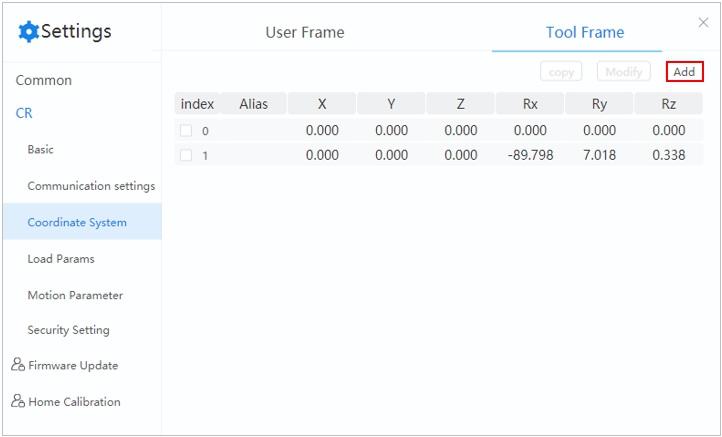 Settings
User Frame
Tool Frame
Common
copy
Modify
Add
CR
index Alias X Y Z Rx Ry Rz
0 0.000 0.000 0.000 0.000 0.000 0.000
1 0.000 0.000 0.000 -89.798 7.018 0.338
Basic
Communication settings
Coordinate System
Load Params
Motion Parameter
Security Setting
Firmware Update
Home Calibration